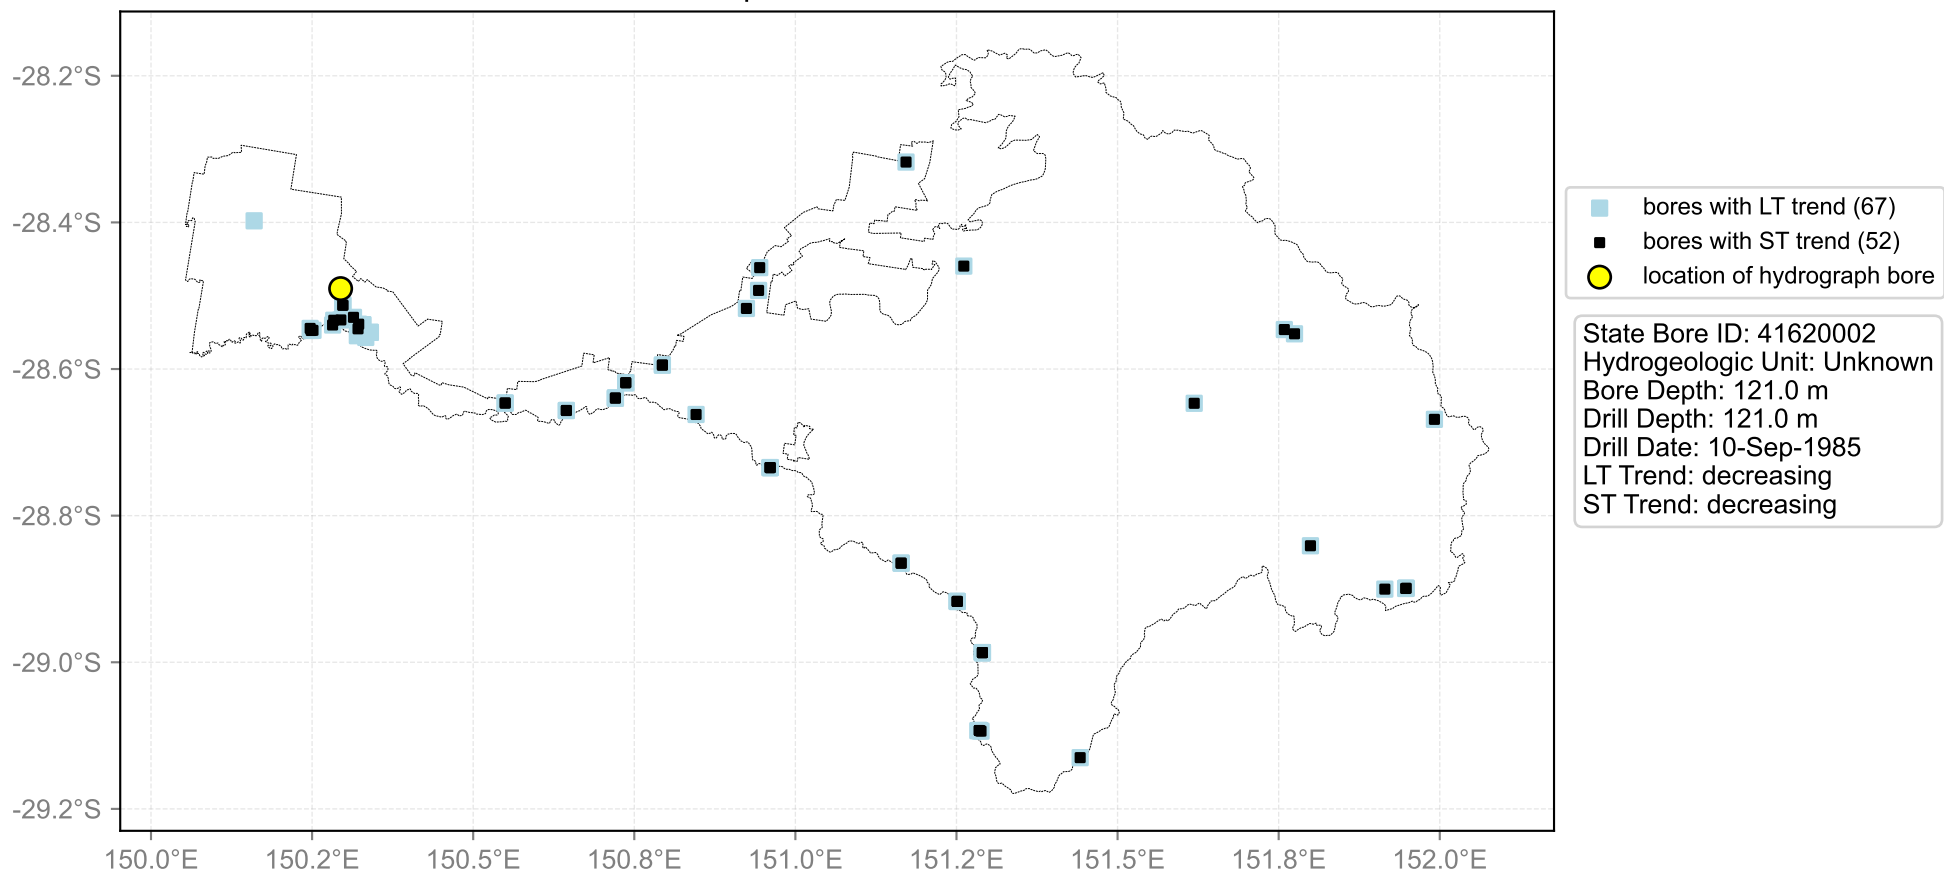 -28.2°S
-28.4°S
-28.6°S
-28.8°S
-29.0°S
-29.2°S
150.0°E 150.2°E 150.5°E 150.8°E 151.0°E 151.2°E 151.5°E 151.8°E 152.0°E
bores with LT trend (67)
bores with ST trend (52)
location of hydrograph bore
State Bore ID: 41620002
Hydrogeologic Unit: Unknown
Bore Depth: 121.0 m
Drill Depth: 121.0 m
Drill Date: 10-Sep-1985
LT Trend: decreasing
ST Trend: decreasing